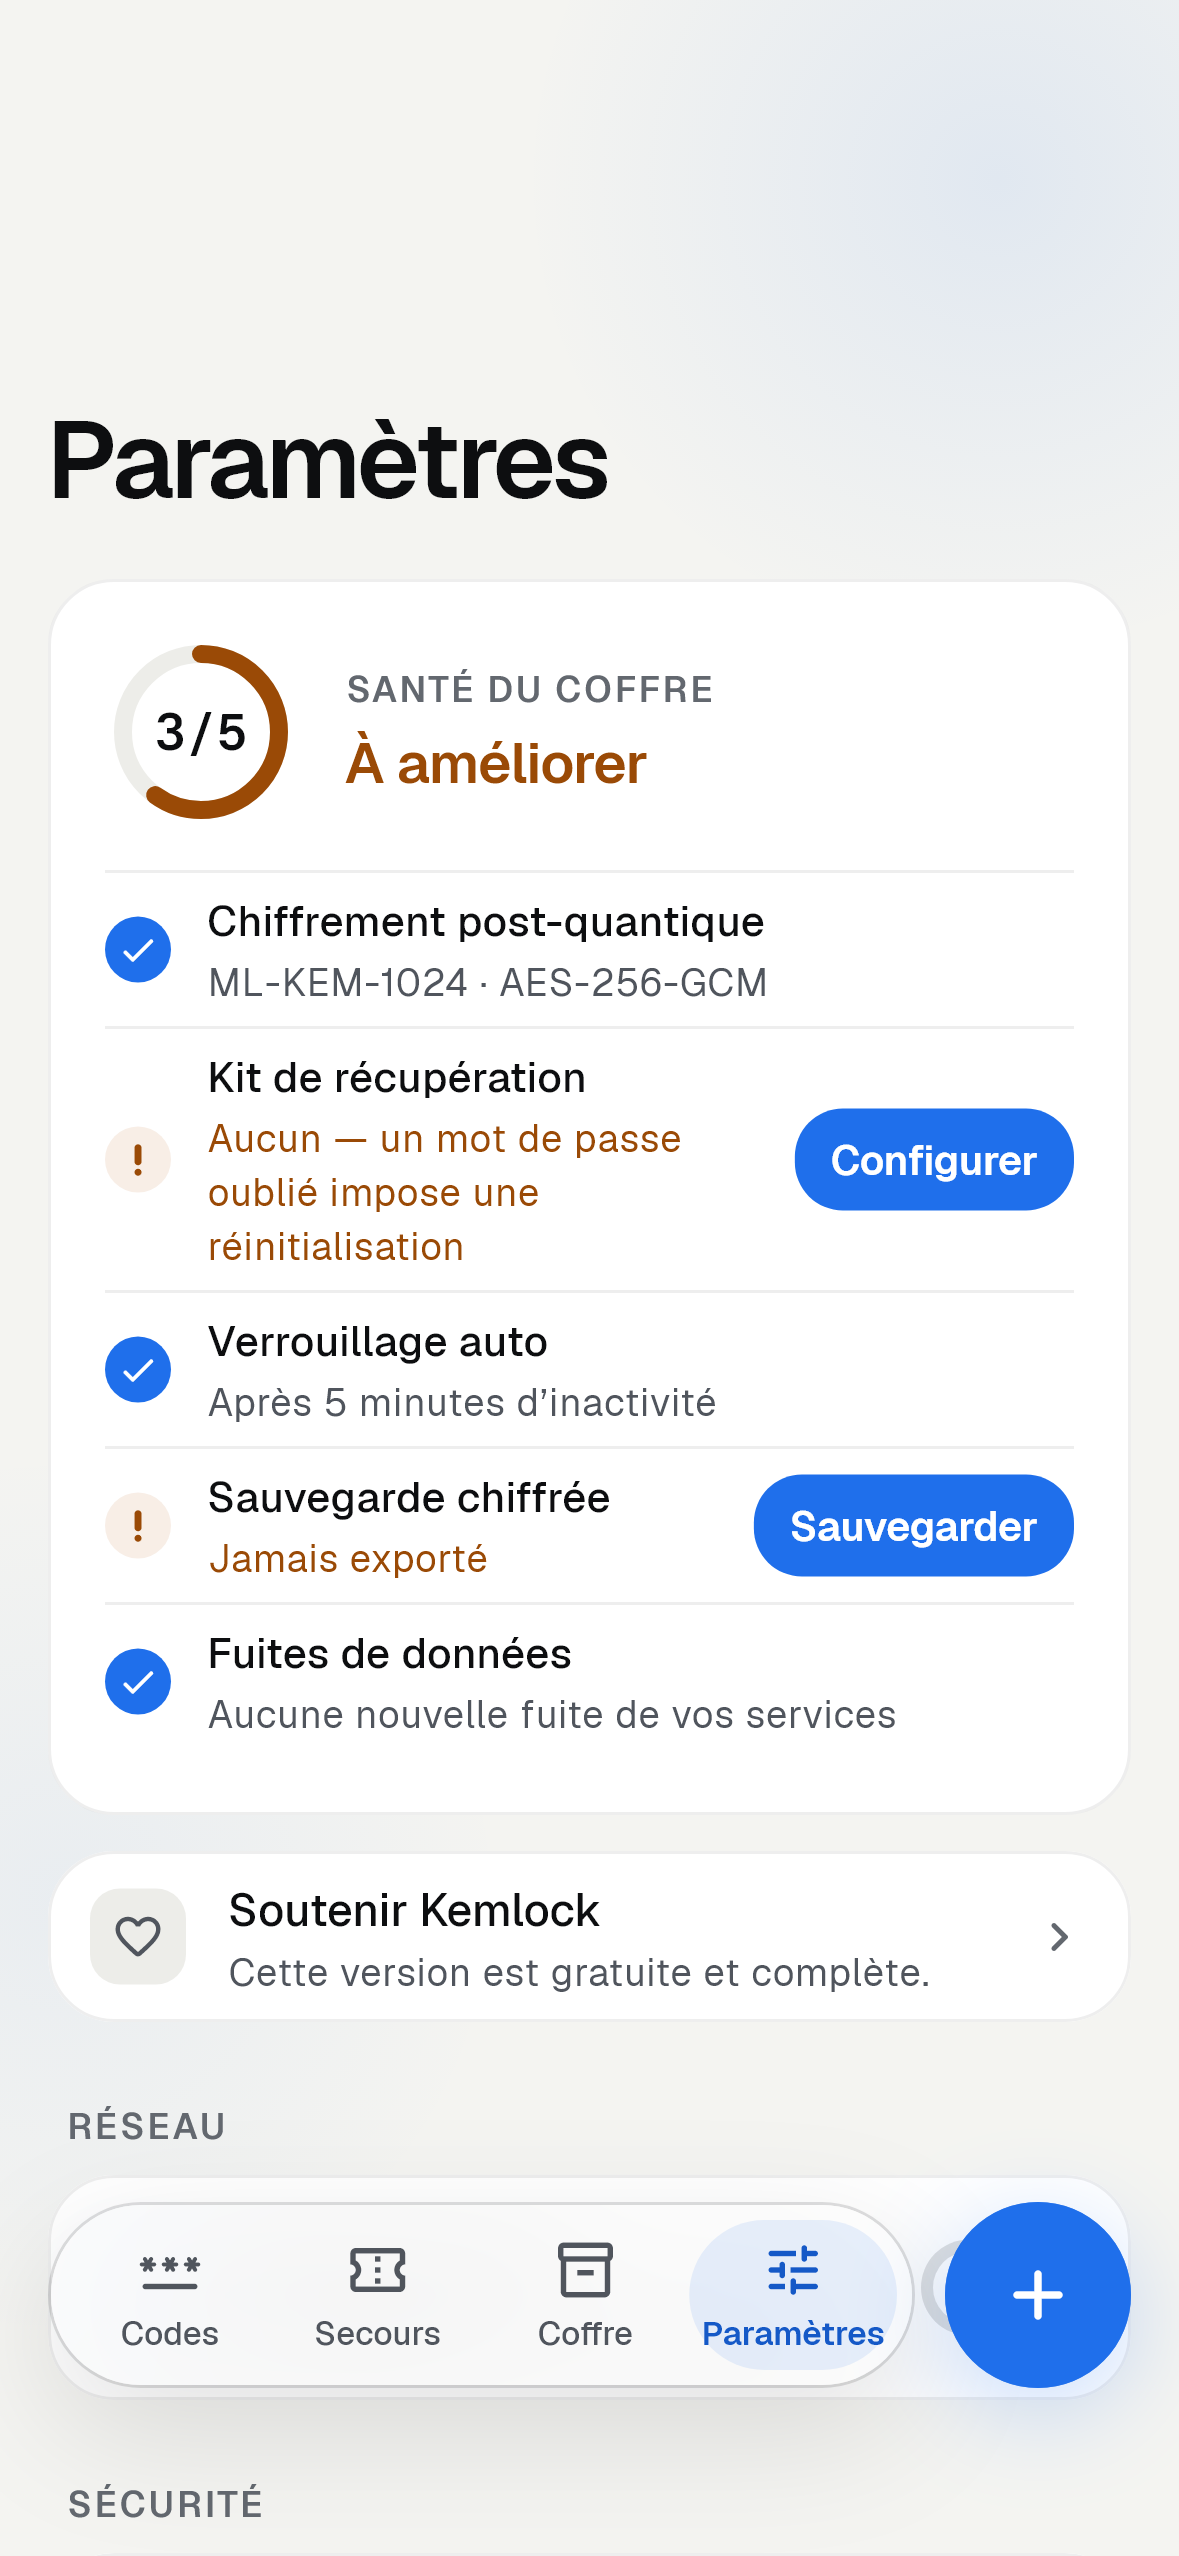 Paramètres
3/5
SANTÉ DU COFFRE
À améliorer
Chiffrement post-quantique
ML-KEM-1024 · AES-256-GCM
Kit de récupération
Aucun — un mot de passe
oublié impose une
réinitialisation
Configurer
Verrouillage auto
Après 5 minutes d’inactivité
Sauvegarde chiffrée
Jamais exporté
Sauvegarder
Fuites de données
Aucune nouvelle fuite de vos services
Soutenir Kemlock
Cette version est gratuite et complète.
RÉSEAU
Codes
Secours
Coffre
Paramètres
SÉCURITÉ